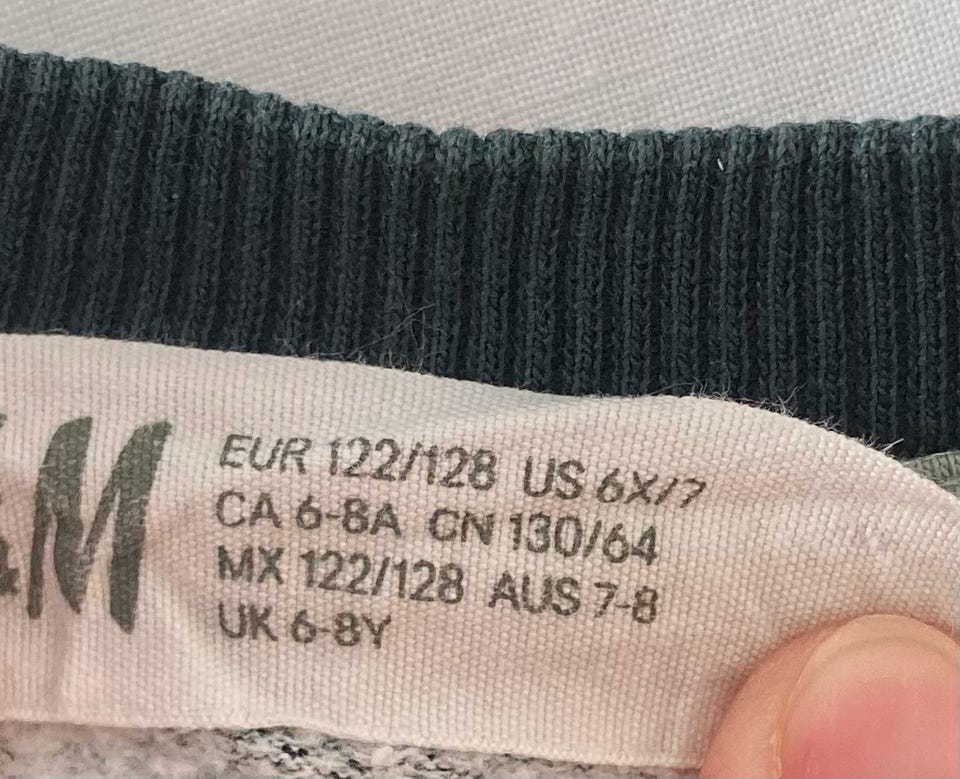 &M
EUR 122/128 US 6X/7
CA 6-8A CN 130/64
MX 122/128 AUS 7-8
UK 6-8Y